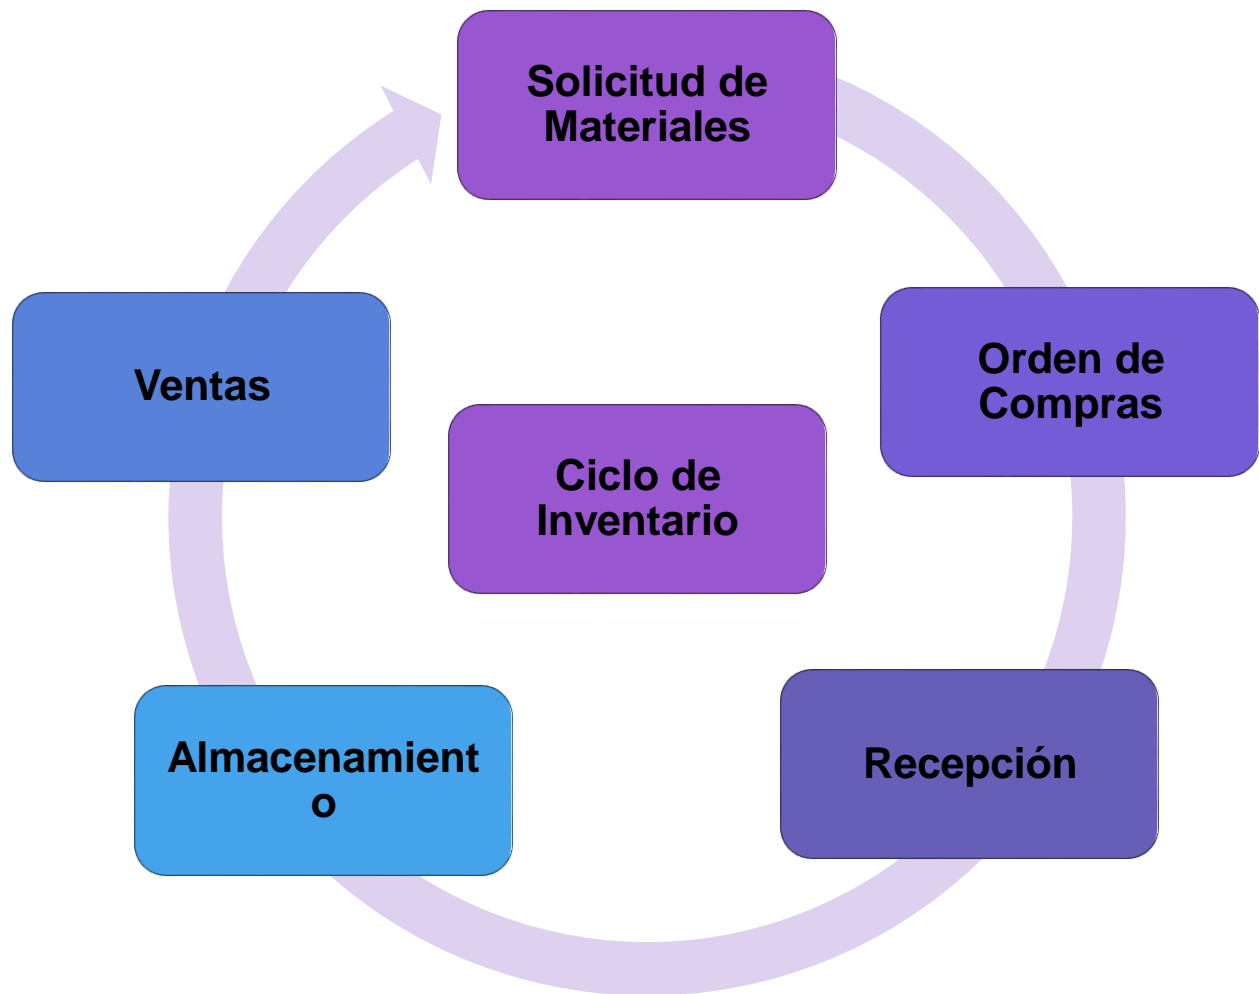 Solicitud de
Materiales
Orden de
Compras
Recepción
Almacenamient
o
Ventas
Ciclo de
Inventario